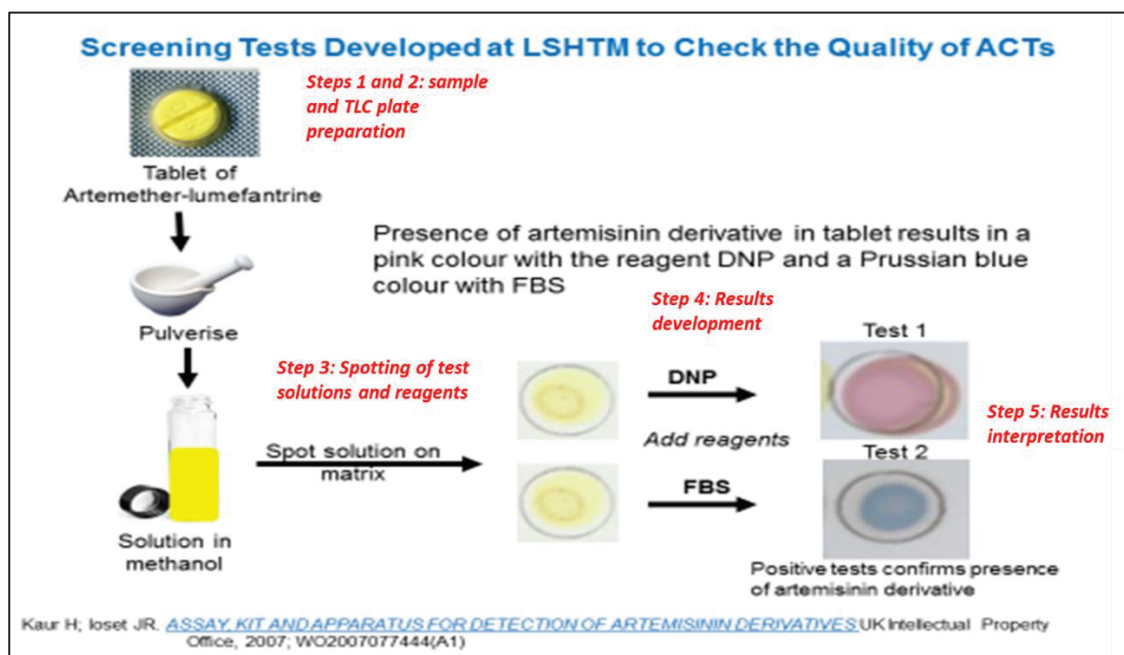 Screening Tests Developed at LSHTM to Check the Quality of ACTs
Steps 1 and 2: sample
and TLC plate
preparation
Tablet of
Artemether-lumefantrine
Presence of artemisinin derivative in tablet results in a
pink colour with the reagent DNP and a Prussian blue
colour with FBS
Pulverise
Step 3: Spotting of test
solutions and reagents
Step 4: Results
development
Test 1
DNP
Add reagents
Step 5: Results
interpretation
Spot solution on
matrix
Test 2
FBS
Solution in
methanol
Positive tests confirms presence
of artemisinin derivative
Kaur H; Ioset JR. ASSAY, KIT AND APPARATUS FOR DETECTION OF ARTEMISININ DERIVATIVES UK Intellectual Property
Office, 2007; WO2007077444(A1)